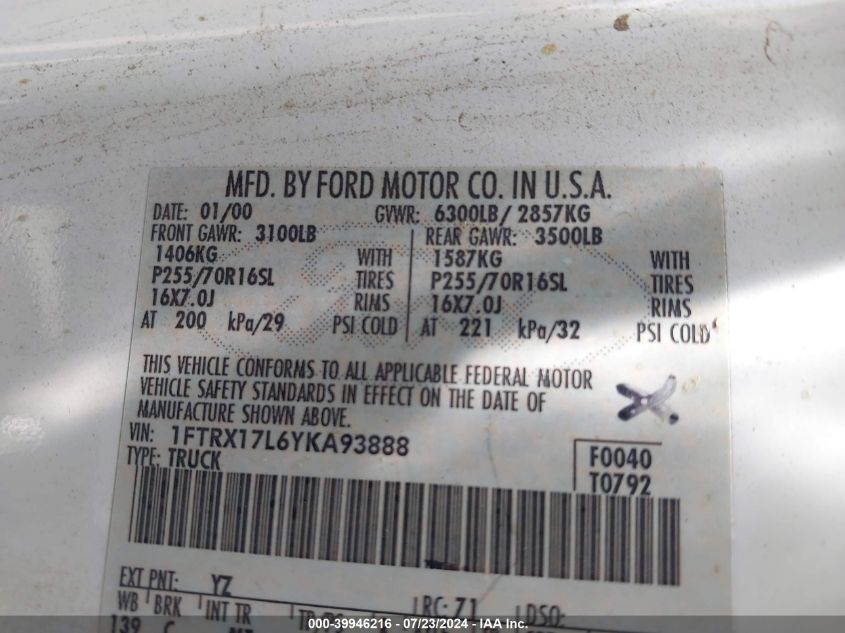 MFD. BY FORD MOTOR CO. IN U.S.A.
DATE: 01/00 GVWR: 6300LB/ 2857KG
FRONT GAWR: 3100LB REAR GAWR: 3500LB
1406KG WITH 1587KG WITH
P255/70R16SL TIRES P255/70R16SL TIRES
16X7.0J RIMS 16X7.0J RIMS
AT 200 kPa/29 PSI COLD AT 221 kPa/32 PSI COLD
THIS VEHICLE CONFORMS TO ALL APPLICABLE FEDERAL MOTOR
VEHICLE SAFETY STANDARDS IN EFFECT ON THE DATE OF
MANUFACTURE SHOWN ABOVE.
VIN: 1FTRX17L6YKA93888
TYPE: TRUCK
F0040
T0792
EXT PNT: YZ RC: 71 DSO:
WB BRK INT TR
139 C
000-39946216 - 07/23/2024 - IAA Inc.